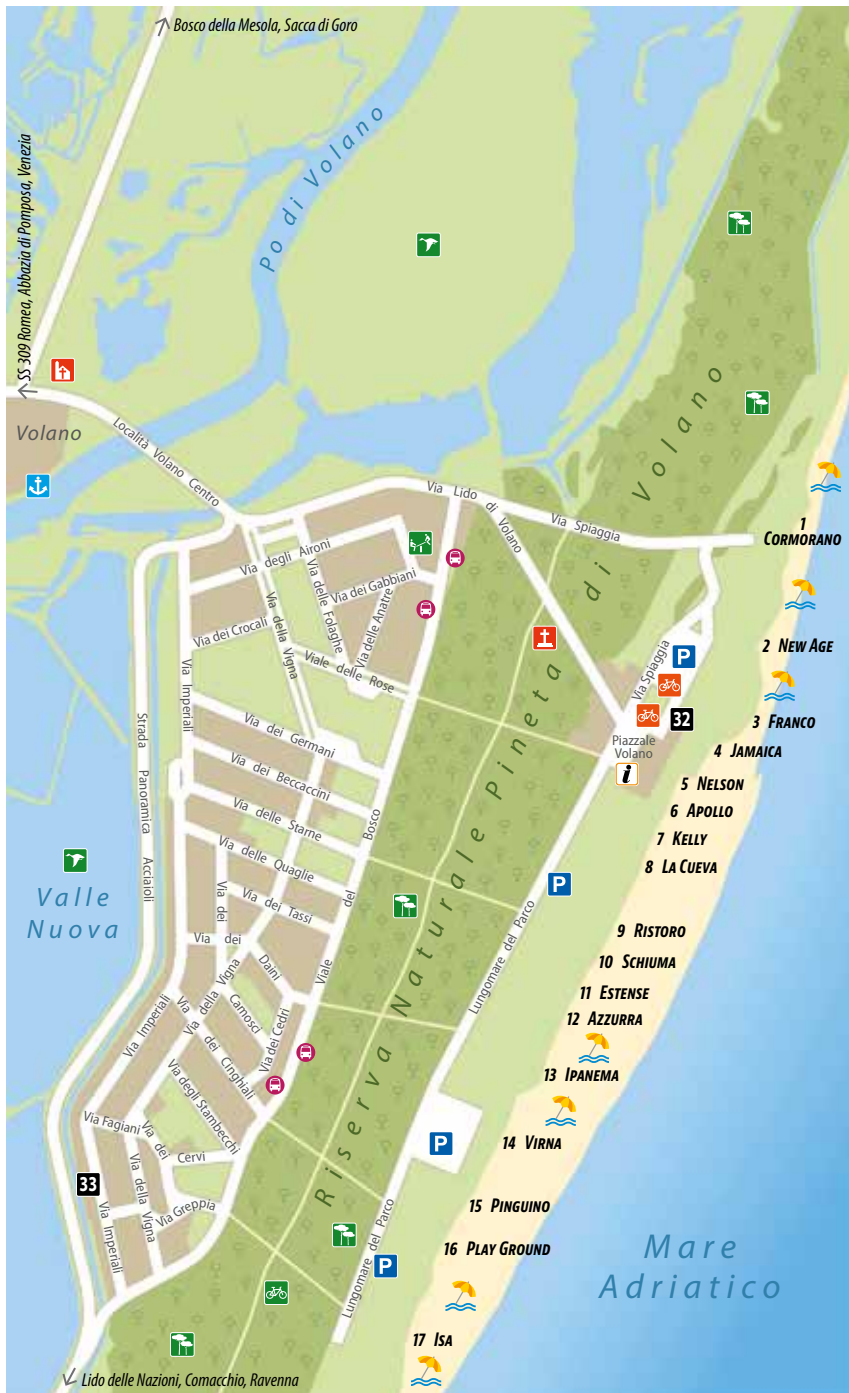 Bosco della Mesola, Sacca di Goro
SS 309 Romea, Abbazia di Pomposa, Venezia
Po di Volano
Volano
Località Volano Centro
Via Lido di Volano
Via Spiaggia
1
CORMORANO
Via degli Aironi
Via dei Gabbiani
Via delle Folaghe
Via delle Anatre
Via dei Crocali
Via della Vigna
Viale delle Rose
Via Imperiali
2 NEW AGE
P
Via Spiaggia
32
3 FRANCO
Piazzale
Volano
i
4 JAMAICA
5 NELSON
6 APOLLO
7 KELLY
8 LA CUEVA
Via dei Germani
Via dei Beccaccini
Via delle Starne
Via delle Quaglie
Via dei Tassi
Strada Panoramica Acciaioli
Valle
Nuova
P
Viale del Bosco
Riserva Naturale Pineta di Volano
Lungomare del Parco
9 RISTORO
10 SCHIUMA
11 ESTENSE
12 AZZURRA
13 IPANEMA
Via dei Daini
Via dei Camosci
Via della Vigna
Via Imperiali
Via dei Cinghiali
Via dei Cedri
Via degli Stambecchi
Via Fagiani
Via dei Cervi
P
14 VIRNA
33
Via della Vigna
Via Imperiali
Via Greppia
15 PINGUINO
16 PLAY GROUND
Lungomare del Parco
P
Mare
Adriatico
17 ISA
Lido delle Nazioni, Comacchio, Ravenna